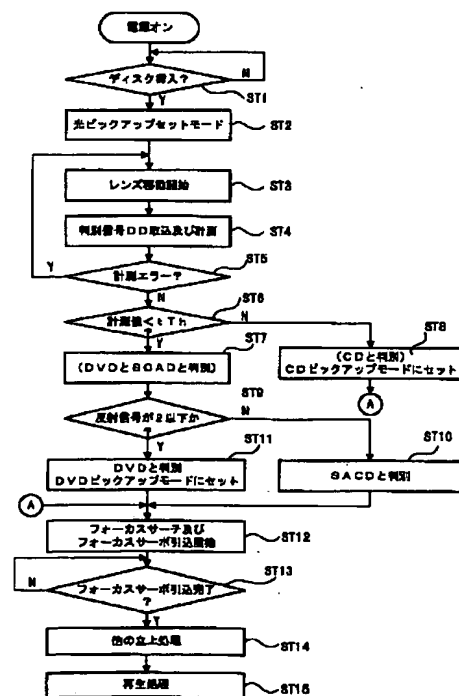 電源オン
ディスク挿入?
N
ST1
Y
光ピックアップセットモード
ST2
レンズ移動開始
ST3
判別信号DD取込及び計測
ST4
計測エラー?
ST5
Y
N
計測値<tTh
ST6
N
Y
ST7
(DVDとSCADと判別)
ST8
(CDと判別)
CDピックアップモードにセット
A
ST9
反射信号が2以下か
N
Y
ST11
DVDと判別
DVDピックアップモードにセット
ST10
SACDと判別
A
フォーカスサーチ及び
フォーカスサーボ引込開始
ST12
ST13
フォーカスサーボ引込完了
?
N
Y
他の立上処理
ST14
再生処理
ST15